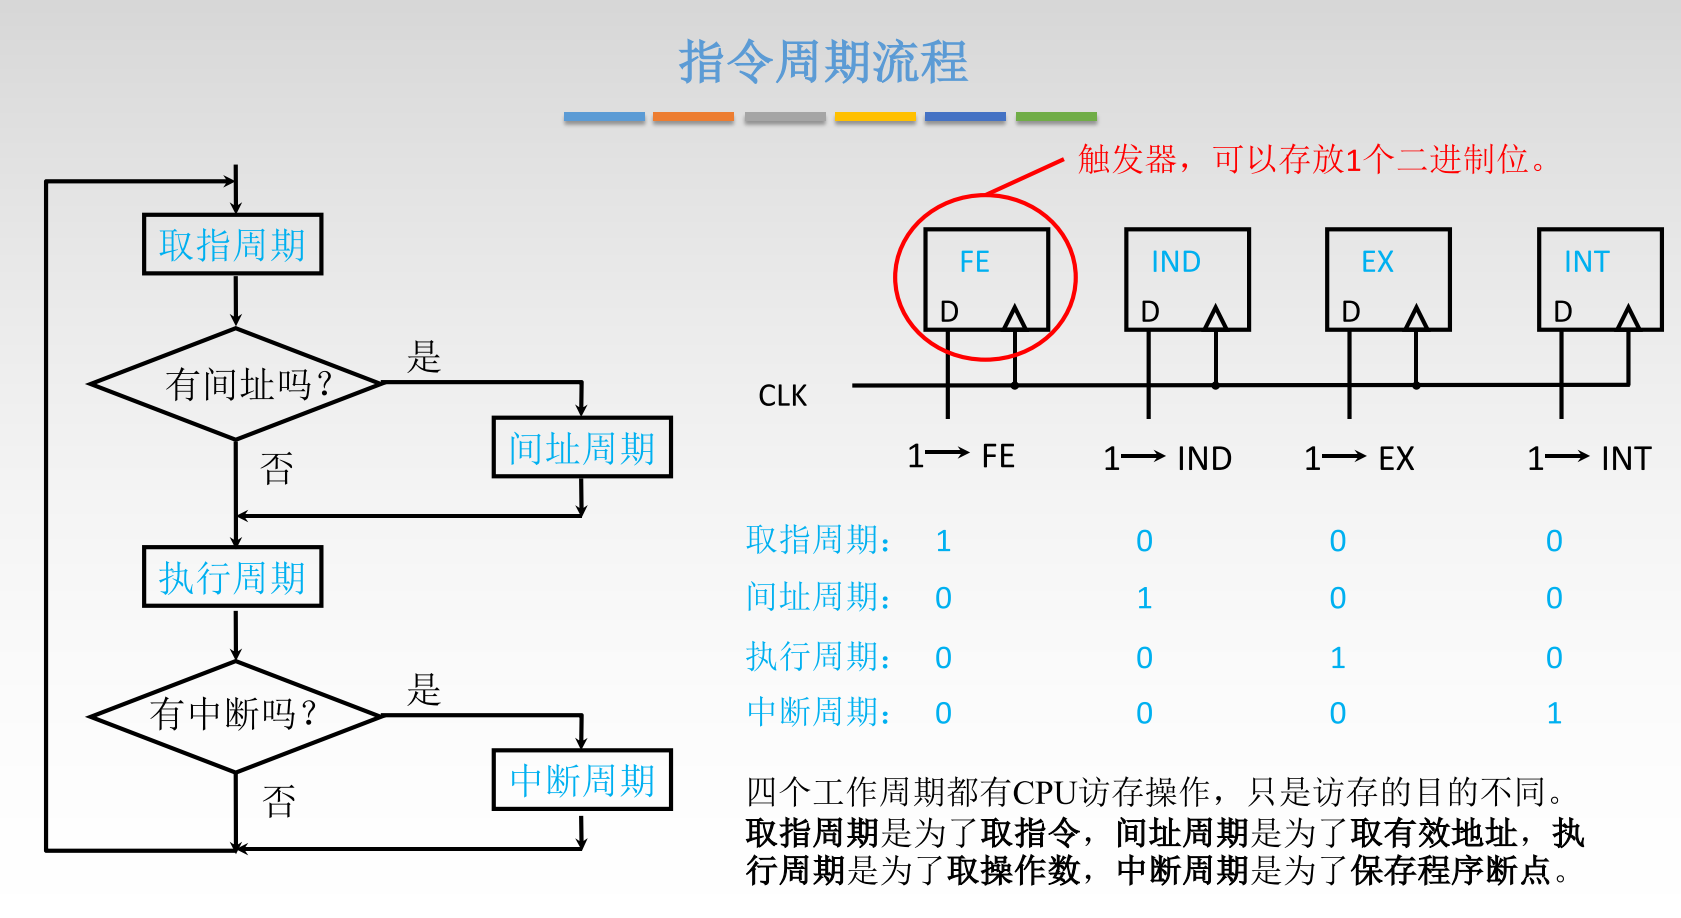 指令周期流程
触发器，可以存放1个二进制位。
取指周期
有间址吗？
是
间址周期
否
执行周期
有中断吗？
是
中断周期
否
FE
D
IND
D
EX
D
INT
D
CLK
1 → FE
1 → IND
1 → EX
1 → INT
取指周期： 1 0 0 0
间址周期： 0 1 0 0
执行周期： 0 0 1 0
中断周期： 0 0 0 1
四个工作周期都有CPU访存操作，只是访存的目的不同。
取指周期是为了取指令，间址周期是为了取有效地址，执
行周期是为了取操作数，中断周期是为了保存程序断点。